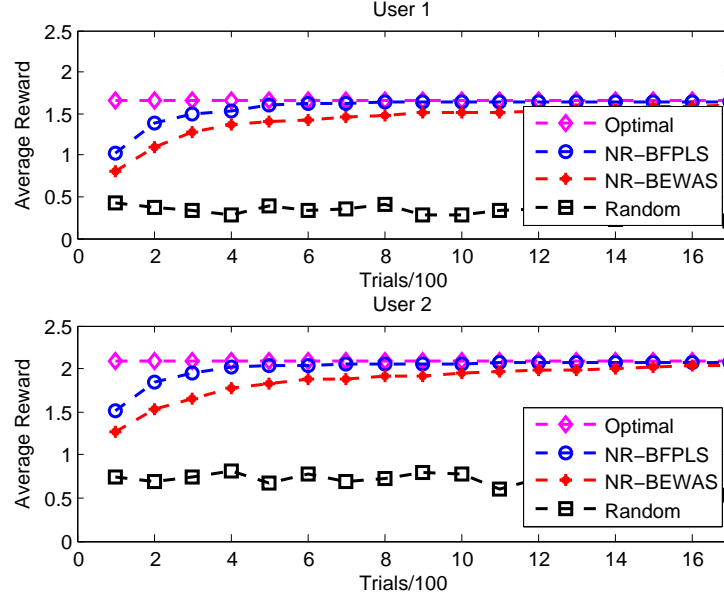 User 1
2.5
2
1.5
1
0.5
0
Average Reward
0 2 4 6 8 10 12 14 16
Trials/100
Optimal
NR-BFPLS
NR-BEWAS
Random
User 2
2.5
2
1.5
1
0.5
0
Average Reward
0 2 4 6 8 10 12 14 16
Trials/100
Optimal
NR-BFPLS
NR-BEWAS
Random